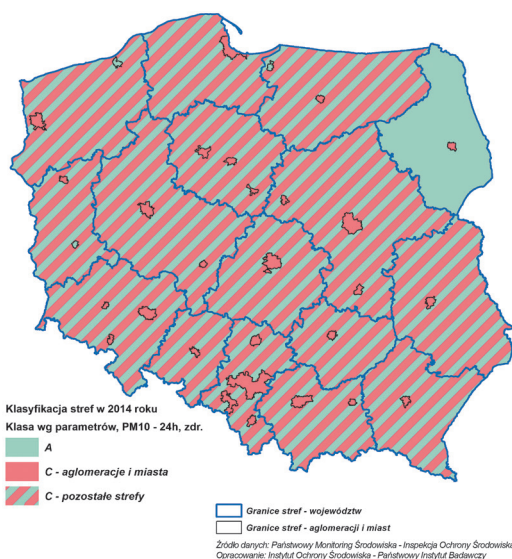 Klasyfikacja stref w 2014 roku
Klasa wg parametrów, PM10 - 24h, zdr.
A
C - aglomeracje i miasta
C - pozostałe strefy
Granice stref - województw
Granice stref - aglomeracji i miast
Źródło danych: Państwowy Monitoring Środowiska - Inspekcja Ochrony Środowiska
Opracowanie: Instytut Ochrony Środowiska - Państwowy Instytut Badawczy